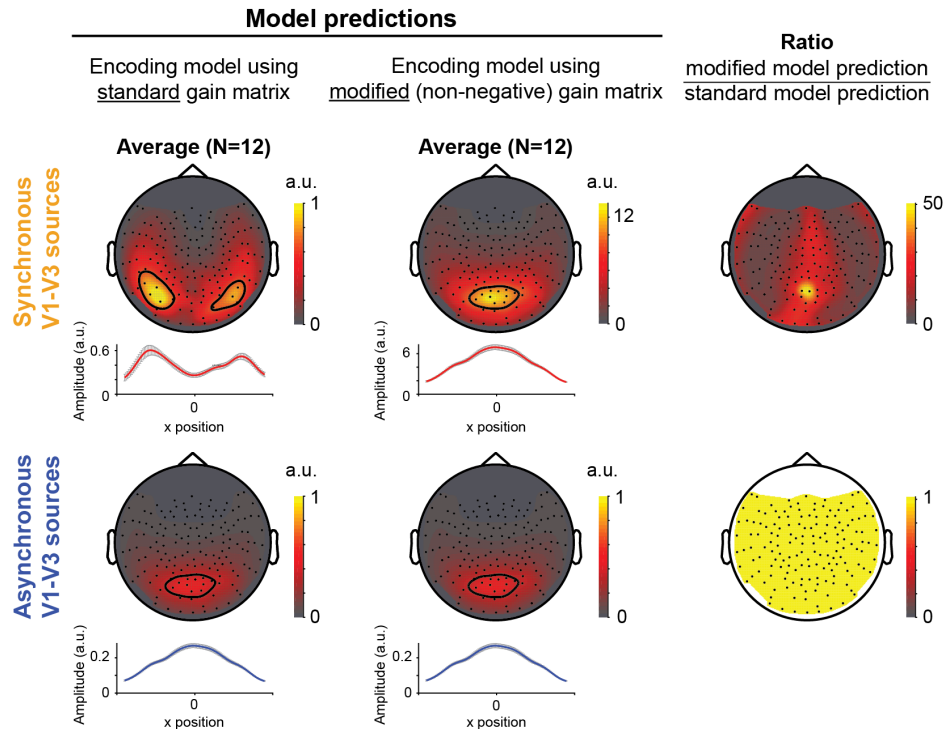 Model predictions
Encoding model using
standard gain matrix
Encoding model using
modified (non-negative) gain matrix
Ratio
modified model prediction
standard model prediction
Synchronous
V1-V3 sources
Average (N=12)
a.u.
1
0
Average (N=12)
a.u.
12
0
50
0
Amplitude (a.u.)
0.6
0
0
x position
Amplitude (a.u.)
6
0
0
x position
Asynchronous
V1-V3 sources
a.u.
1
0
a.u.
1
0
1
0
Amplitude (a.u.)
0.2
0
0
x position
Amplitude (a.u.)
0.2
0
0
x position